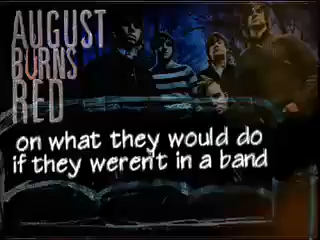 AUGUST
BURNS
RED
on what they would do
if they weren't in a band